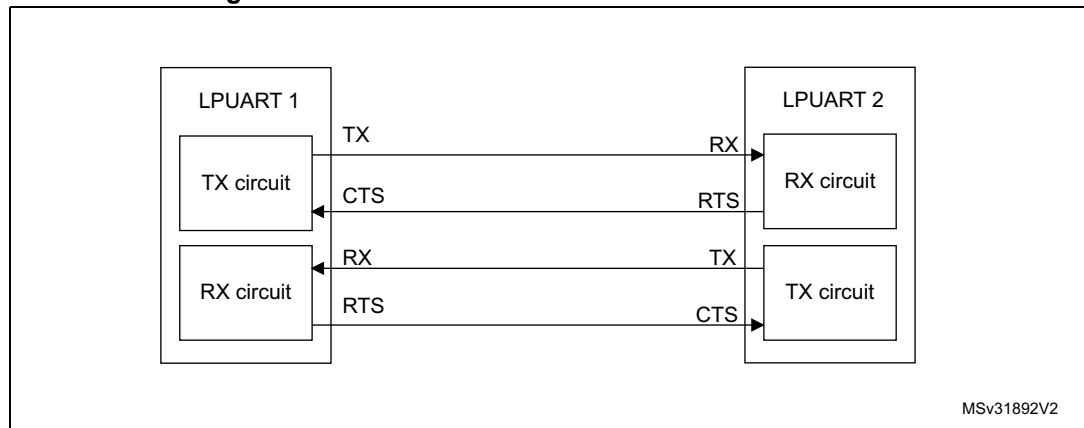 LPUART 1
LPUART 2
TX
RX
TX circuit
RX circuit
CTS
RTS
RX
TX
RX circuit
TX circuit
RTS
CTS
MSv31892V2